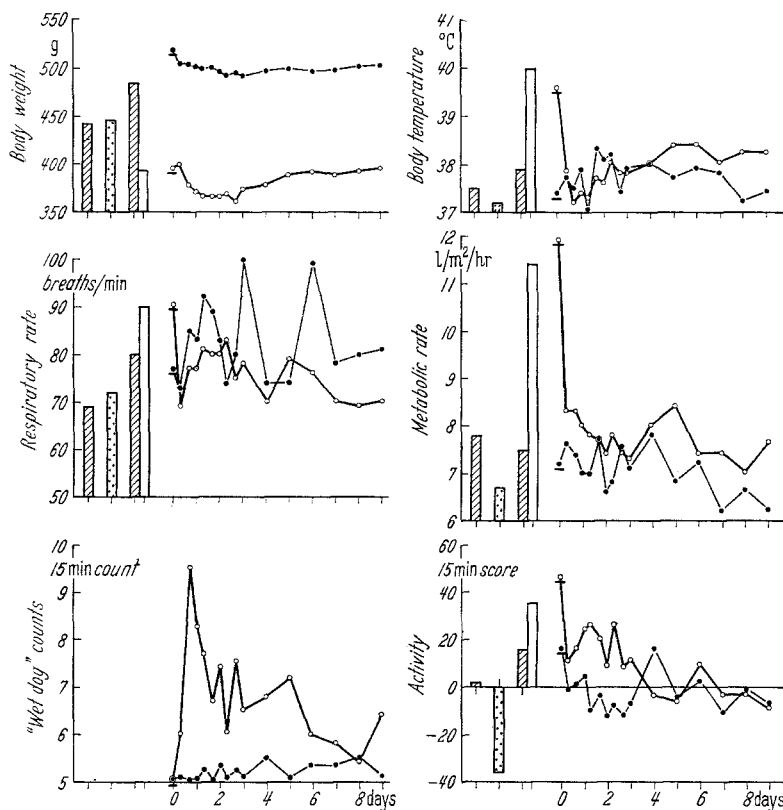 550
g
500
450
400
350
Body weight
41
°C
40
39
38
37
Body temperature
100
breaths/min
90
80
70
60
50
Respiratory rate
12
l/m²/hr
11
10
9
8
7
6
Metabolic rate
10
15 min count
9
8
7
6
5
"Wet dog" counts
0 2 4 6 8 days
60
15 min score
40
20
0
-20
-40
Activity
0 2 4 6 8 days